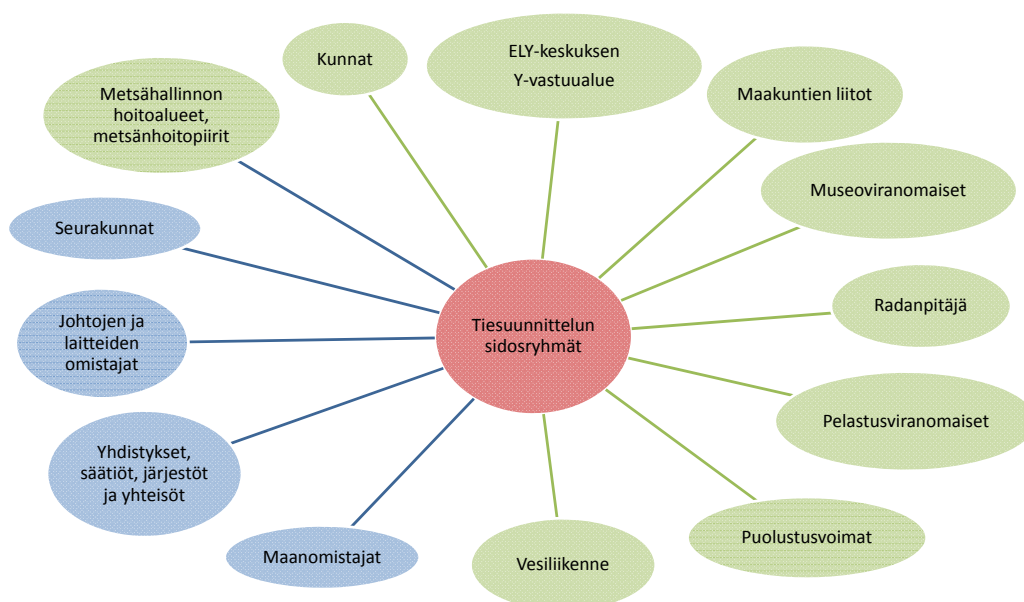 Kunnat
ELY-keskuksen
Y-vastuualue
Maakuntien liitot
Metsähallinnon
hoitoalueet,
metsänhoitopiirit
Museoviranomaiset
Seurakunnat
Radanpitäjä
Tiesuunnittelun
sidosryhmät
Johtojen ja
laitteiden
omistajat
Pelastusviranomaiset
Yhdistykset,
säätiöt, järjestöt
ja yhteisöt
Puolustusvoimat
Maanomistajat
Vesiliikenne